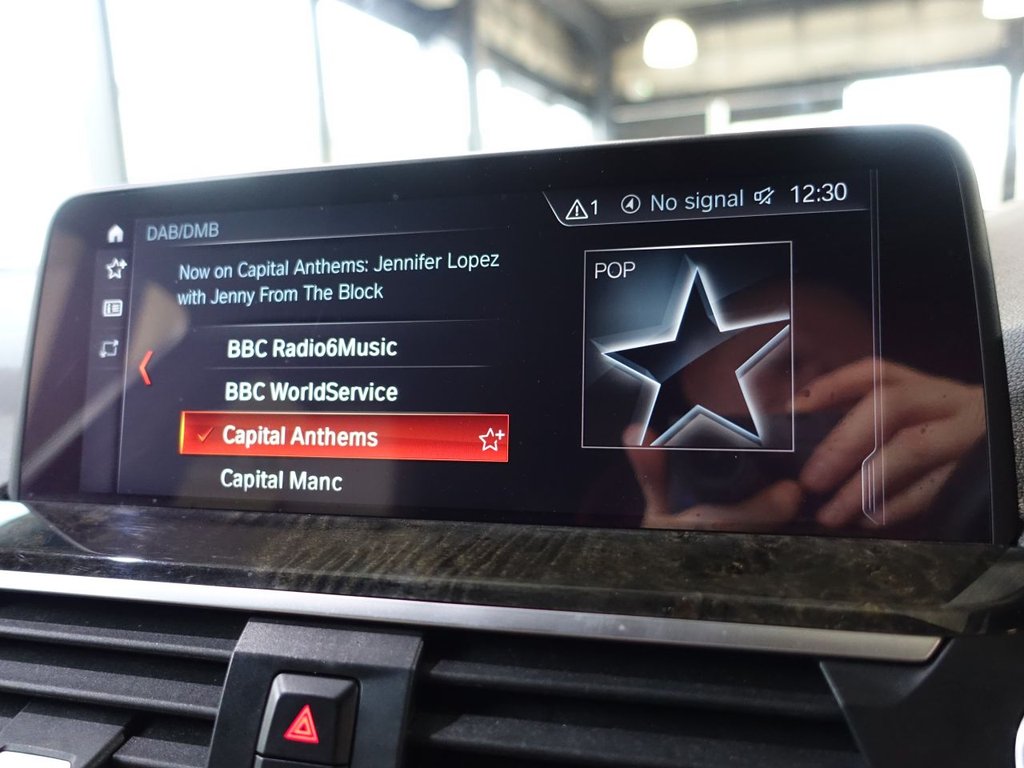 1 No signal 12:30
DAB/DMB
Now on Capital Anthems: Jennifer Lopez
with Jenny From The Block
POP
BBC Radio6Music
BBC WorldService
Capital Anthems
Capital Manc